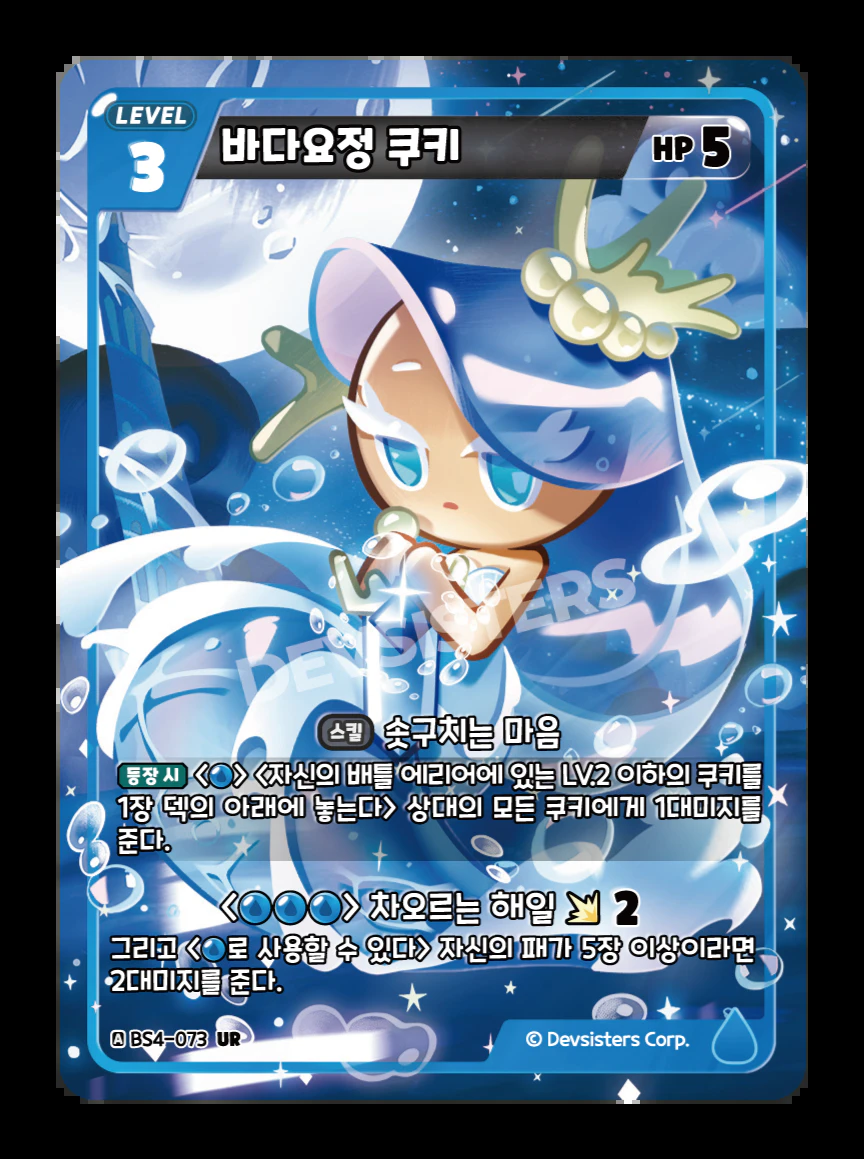 LEVEL
3
바다요정 쿠키
HP 5
DEVSISTERS
스킬 솟구치는 마음
등장 시 < > <자신의 배틀 에리어에 있는 LV.2 이하의 쿠키를
1장 덱의 아래에 놓는다> 상대의 모든 쿠키에게 1대미지를
준다.
< > 차오르는 해일 2
그리고 < 로 사용할 수 있다> 자신의 패가 5장 이상이라면
2대미지를 준다.
A BS4-073 UR
© Devsisters Corp.